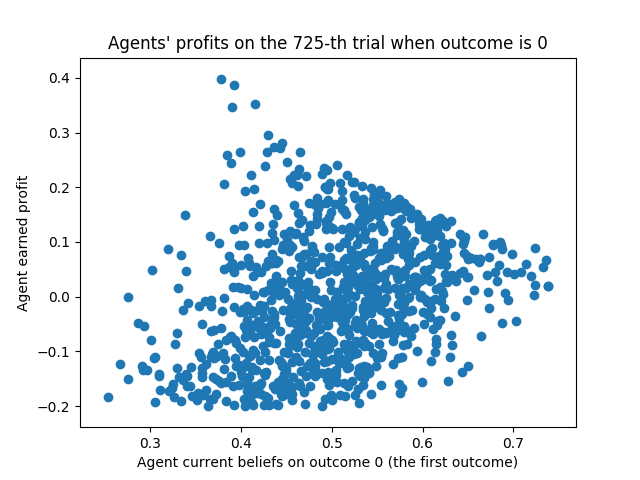 Agents' profits on the 725-th trial when outcome is 0
Agent earned profit
0.4
0.3
0.2
0.1
0.0
−0.1
−0.2
0.3 0.4 0.5 0.6 0.7
Agent current beliefs on outcome 0 (the first outcome)